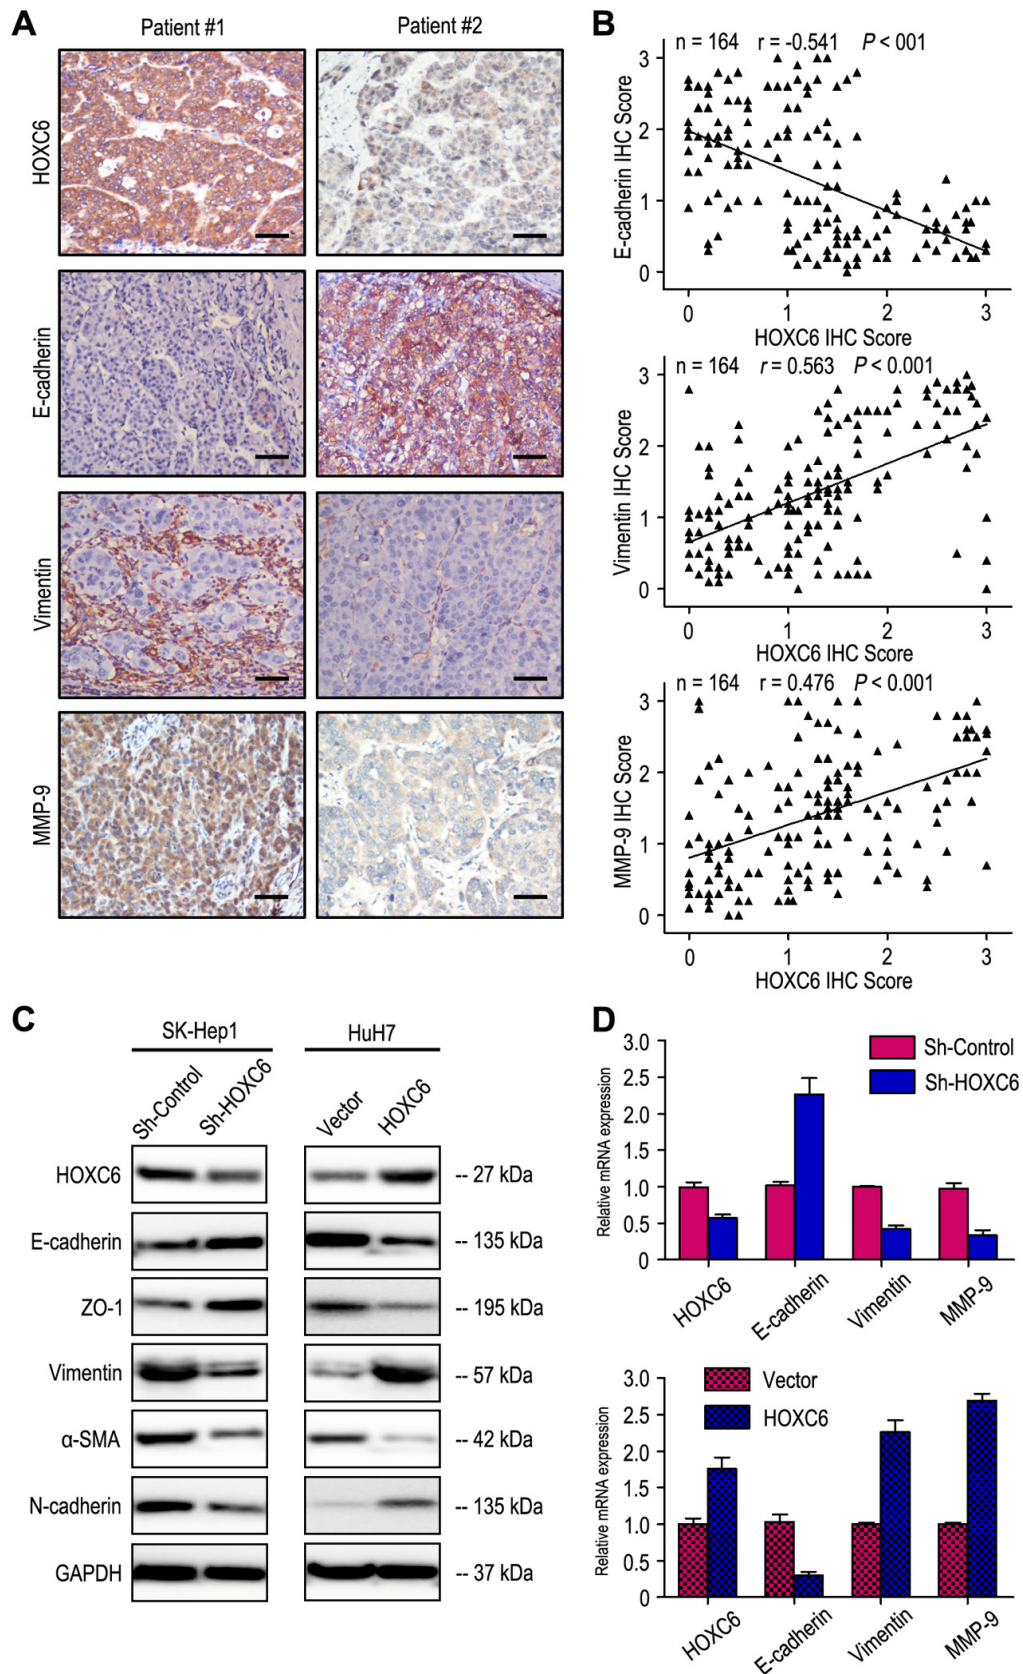 A
Patient #1
Patient #2
HOXC6
E-cadherin
Vimentin
MMP-9
B
n = 164 r = -0.541 P < 001
E-cadherin IHC Score
3
2
1
0
0 1 2 3
HOXC6 IHC Score
n = 164 r = 0.563 P < 0.001
Vimentin IHC Score
3
2
1
0
0 1 2 3
HOXC6 IHC Score
n = 164 r = 0.476 P < 0.001
MMP-9 IHC Score
3
2
1
0
0 1 2 3
HOXC6 IHC Score
C
SK-Hep1 HuH7
Sh-Control Sh-HOXC6 Vector HOXC6
HOXC6 -- 27 kDa
E-cadherin -- 135 kDa
ZO-1 -- 195 kDa
Vimentin -- 57 kDa
α-SMA -- 42 kDa
N-cadherin -- 135 kDa
GAPDH -- 37 kDa
D
Sh-Control
Sh-HOXC6
Relative mRNA expression
3.0
2.5
2.0
1.5
1.0
0.5
0
HOXC6 E-cadherin Vimentin MMP-9
Vector
HOXC6
Relative mRNA expression
3.0
2.5
2.0
1.5
1.0
0.5
0
HOXC6 E-cadherin Vimentin MMP-9